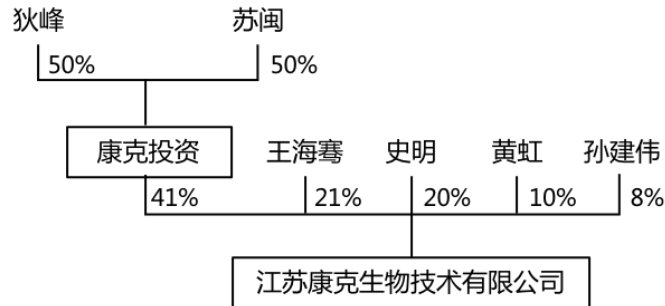 狄峰 苏闽
50% 50%
康克投资 王海骞 史明 黄虹 孙建伟
41% 21% 20% 10% 8%
江苏康克生物技术有限公司